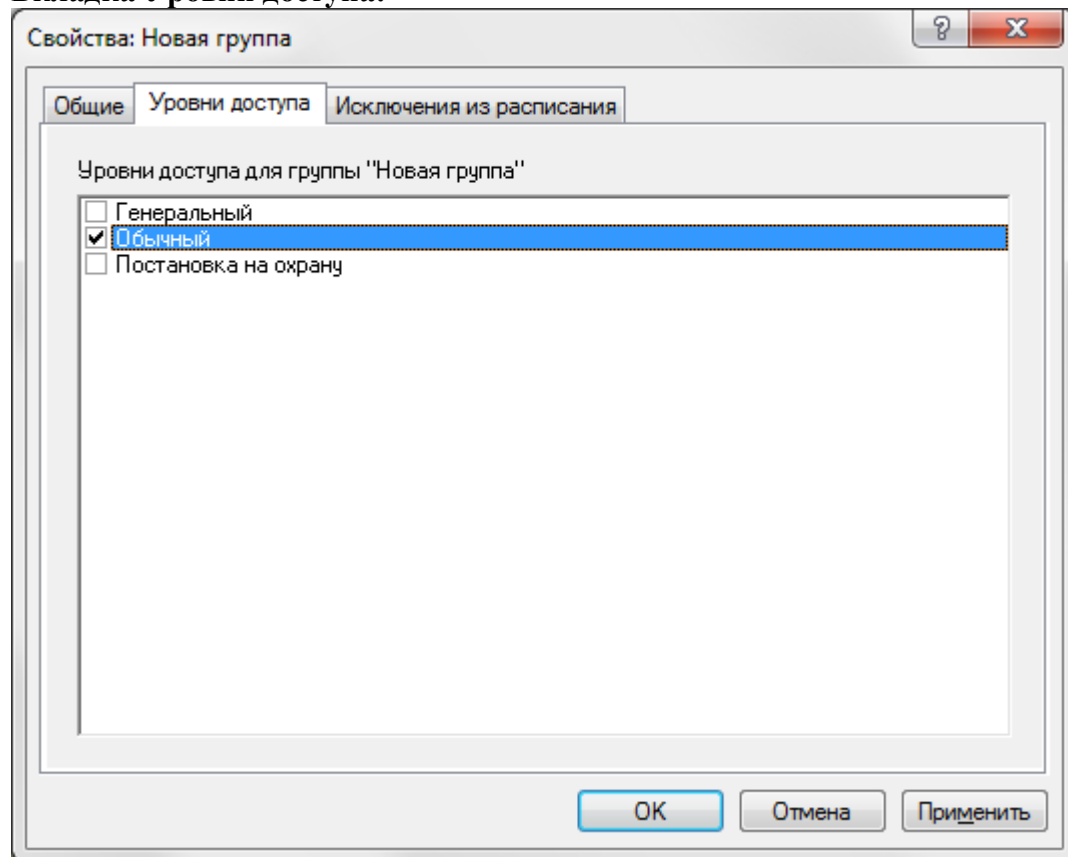 Свойства: Новая группа
Общие Уровни доступа Исключения из расписания
Уровни доступа для группы "Новая группа"
Генеральный
Обычный
Постановка на охрану
OK Отмена Применить